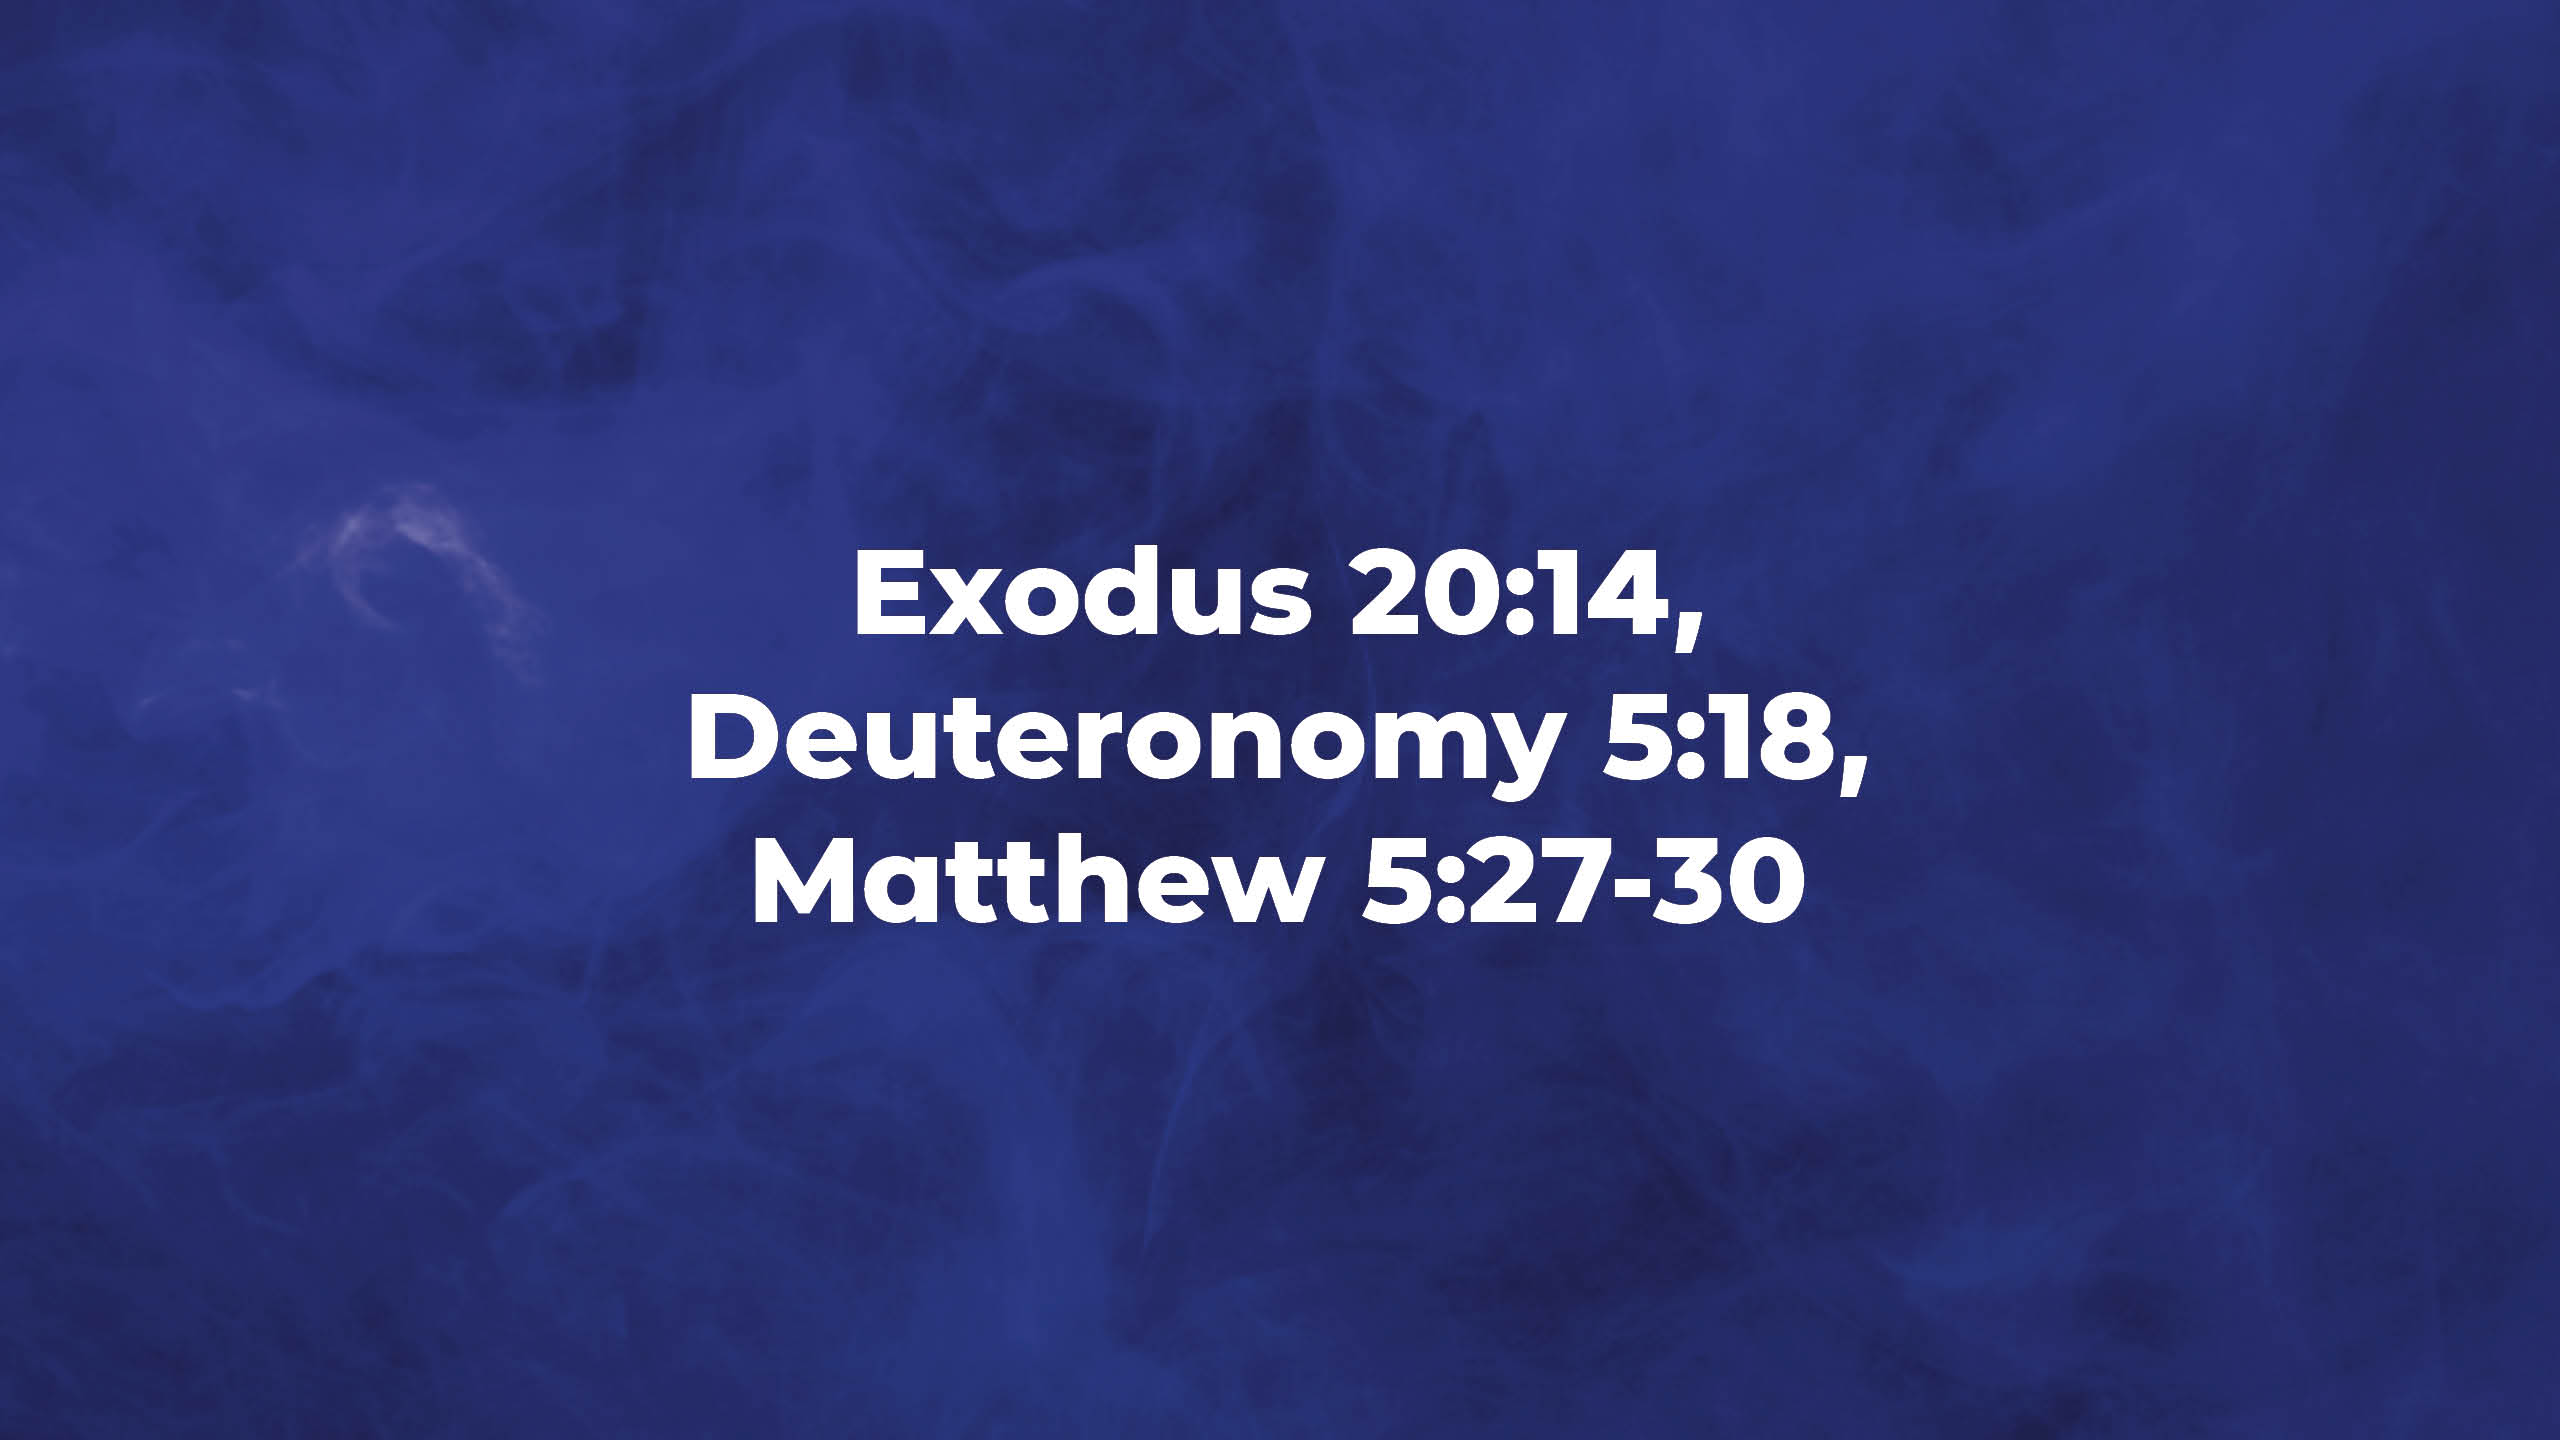 Exodus 20:14,
Deuteronomy 5:18,
Matthew 5:27-30